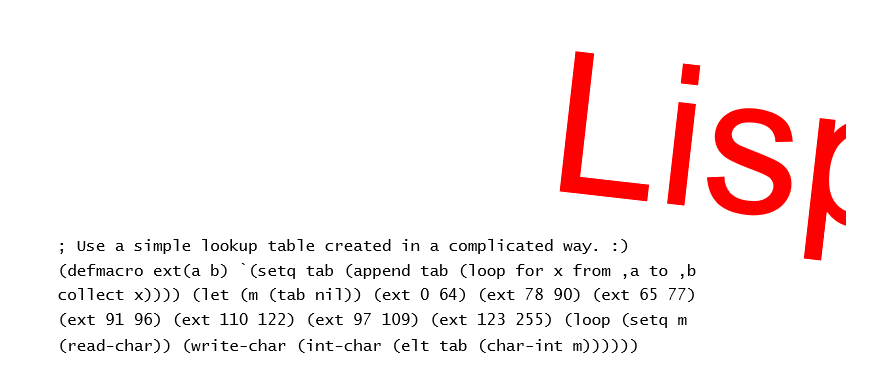 Lisp
; Use a simple lookup table created in a complicated way. :)
(defmacro ext(a b) `(setq tab (append tab (loop for x from ,a to ,b
collect x)))) (let (m (tab nil)) (ext 0 64) (ext 78 90) (ext 65 77)
(ext 91 96) (ext 110 122) (ext 97 109) (ext 123 255) (loop (setq m
(read-char)) (write-char (int-char (elt tab (char-int m))))))